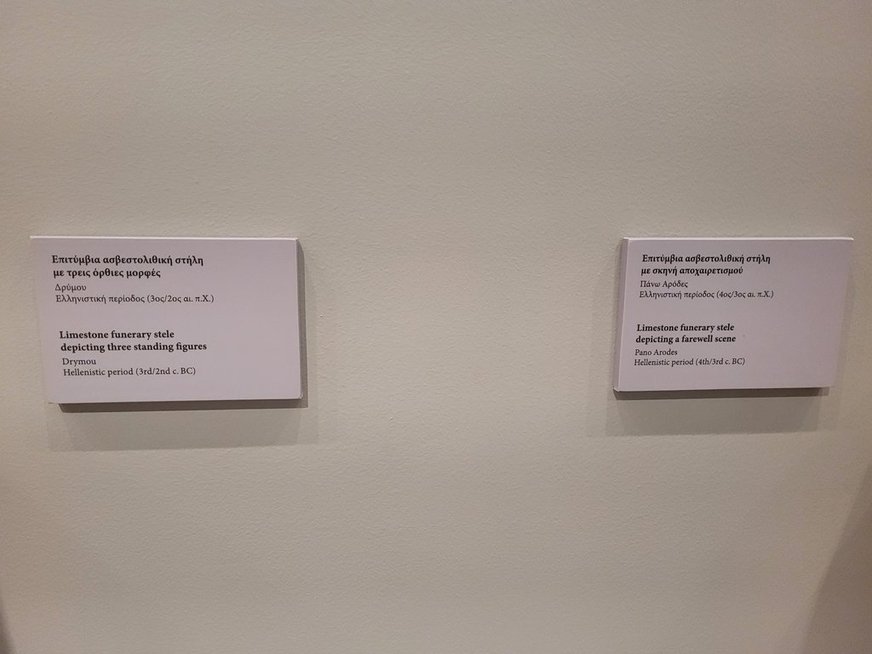 Επιτύμβια ασβεστολιθική στήλη
με τρεις όρθιες μορφές
Δρύμου
Ελληνιστική περίοδος (3ος/2ος αι. π.Χ.)
Limestone funerary stele
depicting three standing figures
Drymou
Hellenistic period (3rd/2nd c. BC)
Επιτύμβια ασβεστολιθική στήλη
με σκηνή αποχαιρετισμού
Πάνω Αρόδες
Ελληνιστική περίοδος (4ος/3ος αι. π.Χ.)
Limestone funerary stele
depicting a farewell scene
Pano Arodes
Hellenistic period (4th/3rd c. BC)